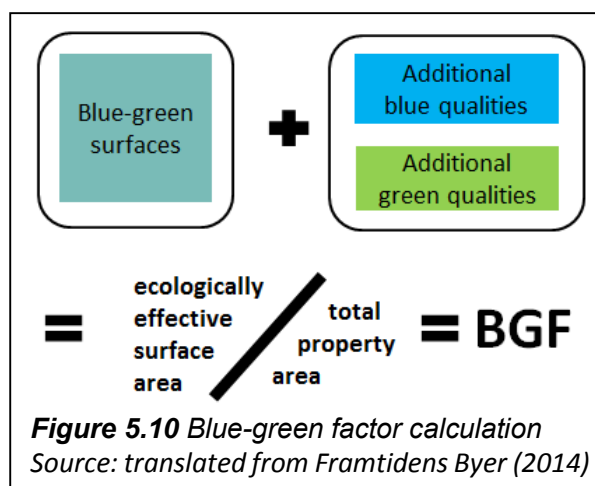 Blue-green
surfaces
+
Additional
blue qualities
Additional
green qualities
=
ecologically
effective
surface
area
/
total
property
area
= BGF
Figure 5.10 Blue-green factor calculation
Source: translated from Framtidens Byer (2014)